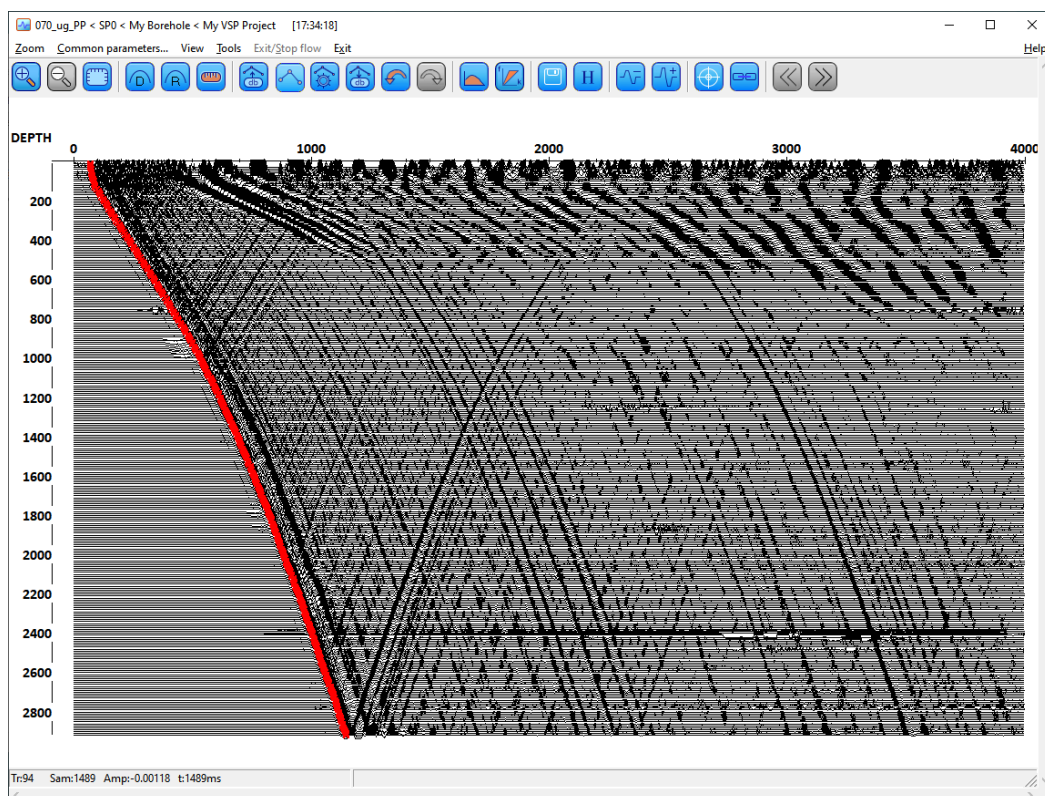 070_ug_PP < SP0 < My Borehole < My VSP Project [17:34:18]
Zoom Common parameters... View Tools Exit/Stop flow Exit Help
D R db db H
DEPTH
0 1000 2000 3000 4000
200
400
600
800
1000
1200
1400
1600
1800
2000
2200
2400
2600
2800
Tr:94 Sam:1489 Amp:-0.00118 t:1489ms